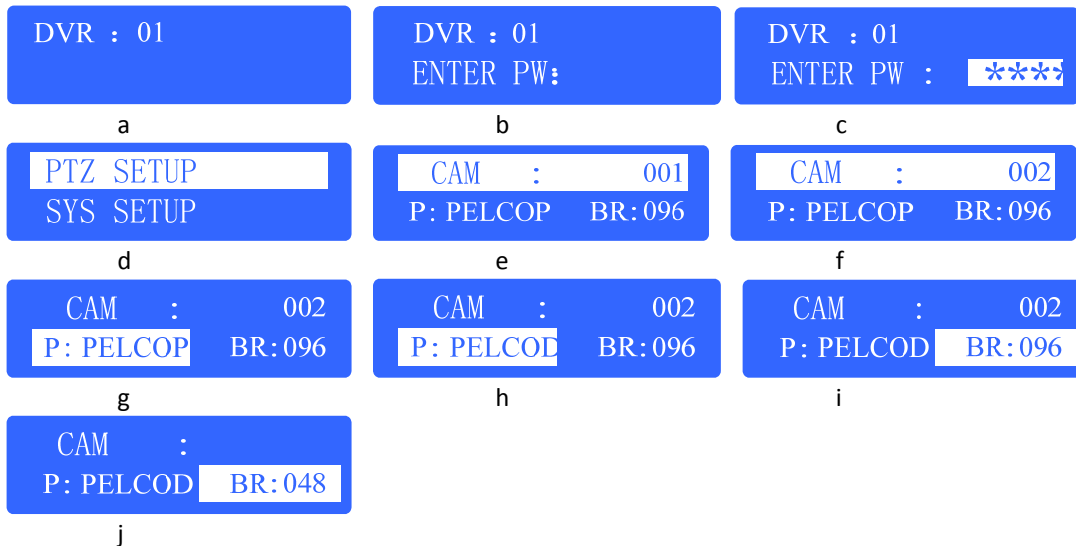 DVR : 01
DVR : 01
ENTER PW:
DVR : 01
ENTER PW : ****
a
b
c
PTZ SETUP
SYS SETUP
CAM : 001
P: PELCOP BR:096
CAM : 002
P: PELCOP BR:096
d
e
f
CAM : 002
P: PELCOP BR:096
CAM : 002
P: PELCOD BR:096
CAM : 002
P: PELCOD BR:096
g
h
i
CAM :
P: PELCOD BR:048
j